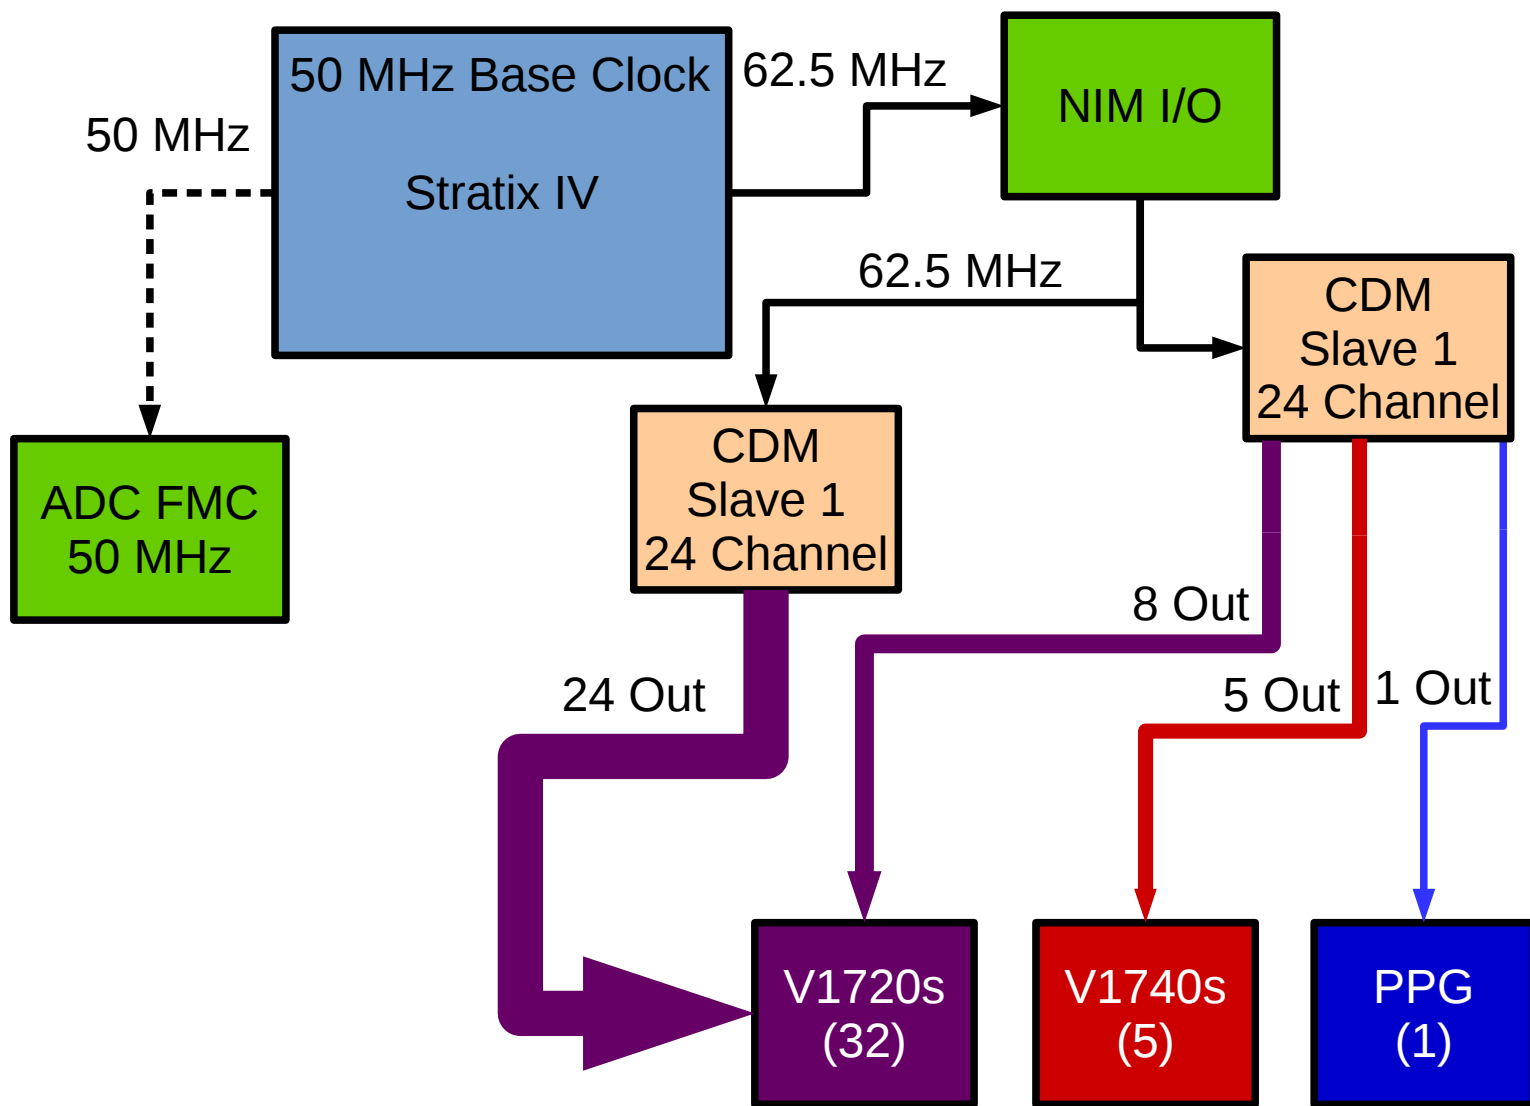 50 MHz Base Clock
Stratix IV
62.5 MHz
NIM I/O
50 MHz
62.5 MHz
CDM
Slave 1
24 Channel
CDM
Slave 1
24 Channel
ADC FMC
50 MHz
8 Out
24 Out
5 Out
1 Out
V1720s
(32)
V1740s
(5)
PPG
(1)